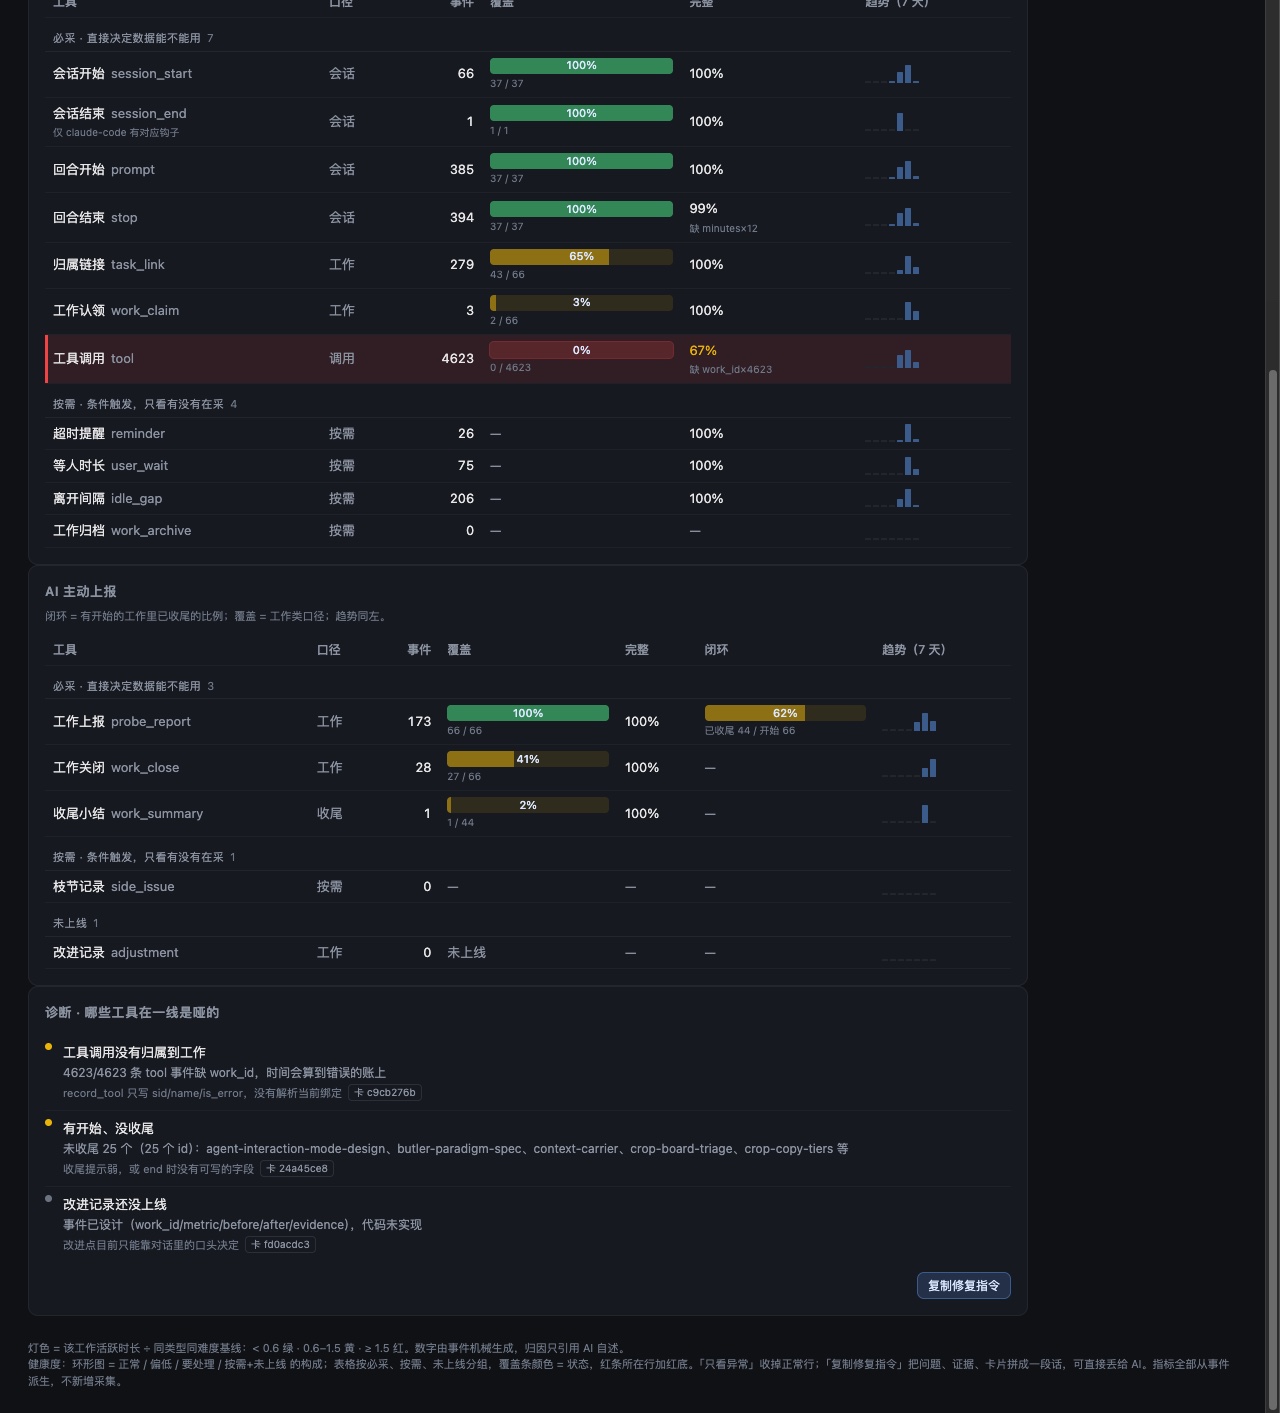 工具 口径 事件 覆盖 完整 趋势（7 天）
必采 · 直接决定数据能不能用 7
会话开始 session_start 会话 66 100% 100%
37 / 37
会话结束 session_end 会话 1 100% 100%
仅 claude-code 有对应钩子 1 / 1
回合开始 prompt 会话 385 100% 100%
37 / 37
回合结束 stop 会话 394 100% 99%
37 / 37 缺 minutes×12
归属链接 task_link 工作 279 65% 100%
43 / 66
工作认领 work_claim 工作 3 3% 100%
2 / 66
工具调用 tool 调用 4623 0% 67%
0 / 4623 缺 work_id×4623
按需 · 条件触发，只看有没有在采 4
超时提醒 reminder 按需 26 — 100%
等人时长 user_wait 按需 75 — 100%
离开间隔 idle_gap 按需 206 — 100%
工作归档 work_archive 按需 0 — —
AI 主动上报
闭环 = 有开始的工作里已收尾的比例；覆盖 = 工作类口径；趋势同左。
工具 口径 事件 覆盖 完整 闭环 趋势（7 天）
必采 · 直接决定数据能不能用 3
工作上报 probe_report 工作 173 100% 100% 62%
66 / 66 已收尾 44 / 开始 66
工作关闭 work_close 工作 28 41% 100% —
27 / 66
收尾小结 work_summary 收尾 1 2% 100% —
1 / 44
按需 · 条件触发，只看有没有在采 1
枝节记录 side_issue 按需 0 — — —
未上线 1
改进记录 adjustment 工作 0 未上线 — —
诊断 · 哪些工具在一线是哑的
工具调用没有归属到工作
4623/4623 条 tool 事件缺 work_id，时间会算到错误的账上
record_tool 只写 sid/name/is_error，没有解析当前绑定 卡 c9cb276b
有开始、没收尾
未收尾 25 个（25 个 id）：agent-interaction-mode-design、butler-paradigm-spec、context-carrier、crop-board-triage、crop-copy-tiers 等
收尾提示弱，或 end 时没有可写的字段 卡 24a45ce8
改进记录还没上线
事件已设计（work_id/metric/before/after/evidence），代码未实现
改进点目前只能靠对话里的口头决定 卡 fd0acdc3
复制修复指令
灯色 = 该工作活跃时长 ÷ 同类型同难度基线：< 0.6 绿 · 0.6–1.5 黄 · ≥ 1.5 红。数字由事件机械生成，归因只引用 AI 自述。
健康度：环形图 = 正常 / 偏低 / 要处理 / 按需+未上线 的构成；表格按必采、按需、未上线分组，覆盖条颜色 = 状态，红条所在行加红底。「只看异常」收掉正常行；「复制修复指令」把问题、证据、卡片拼成一段话，可直接丢给 AI。指标全部从事件
派生，不新增采集。